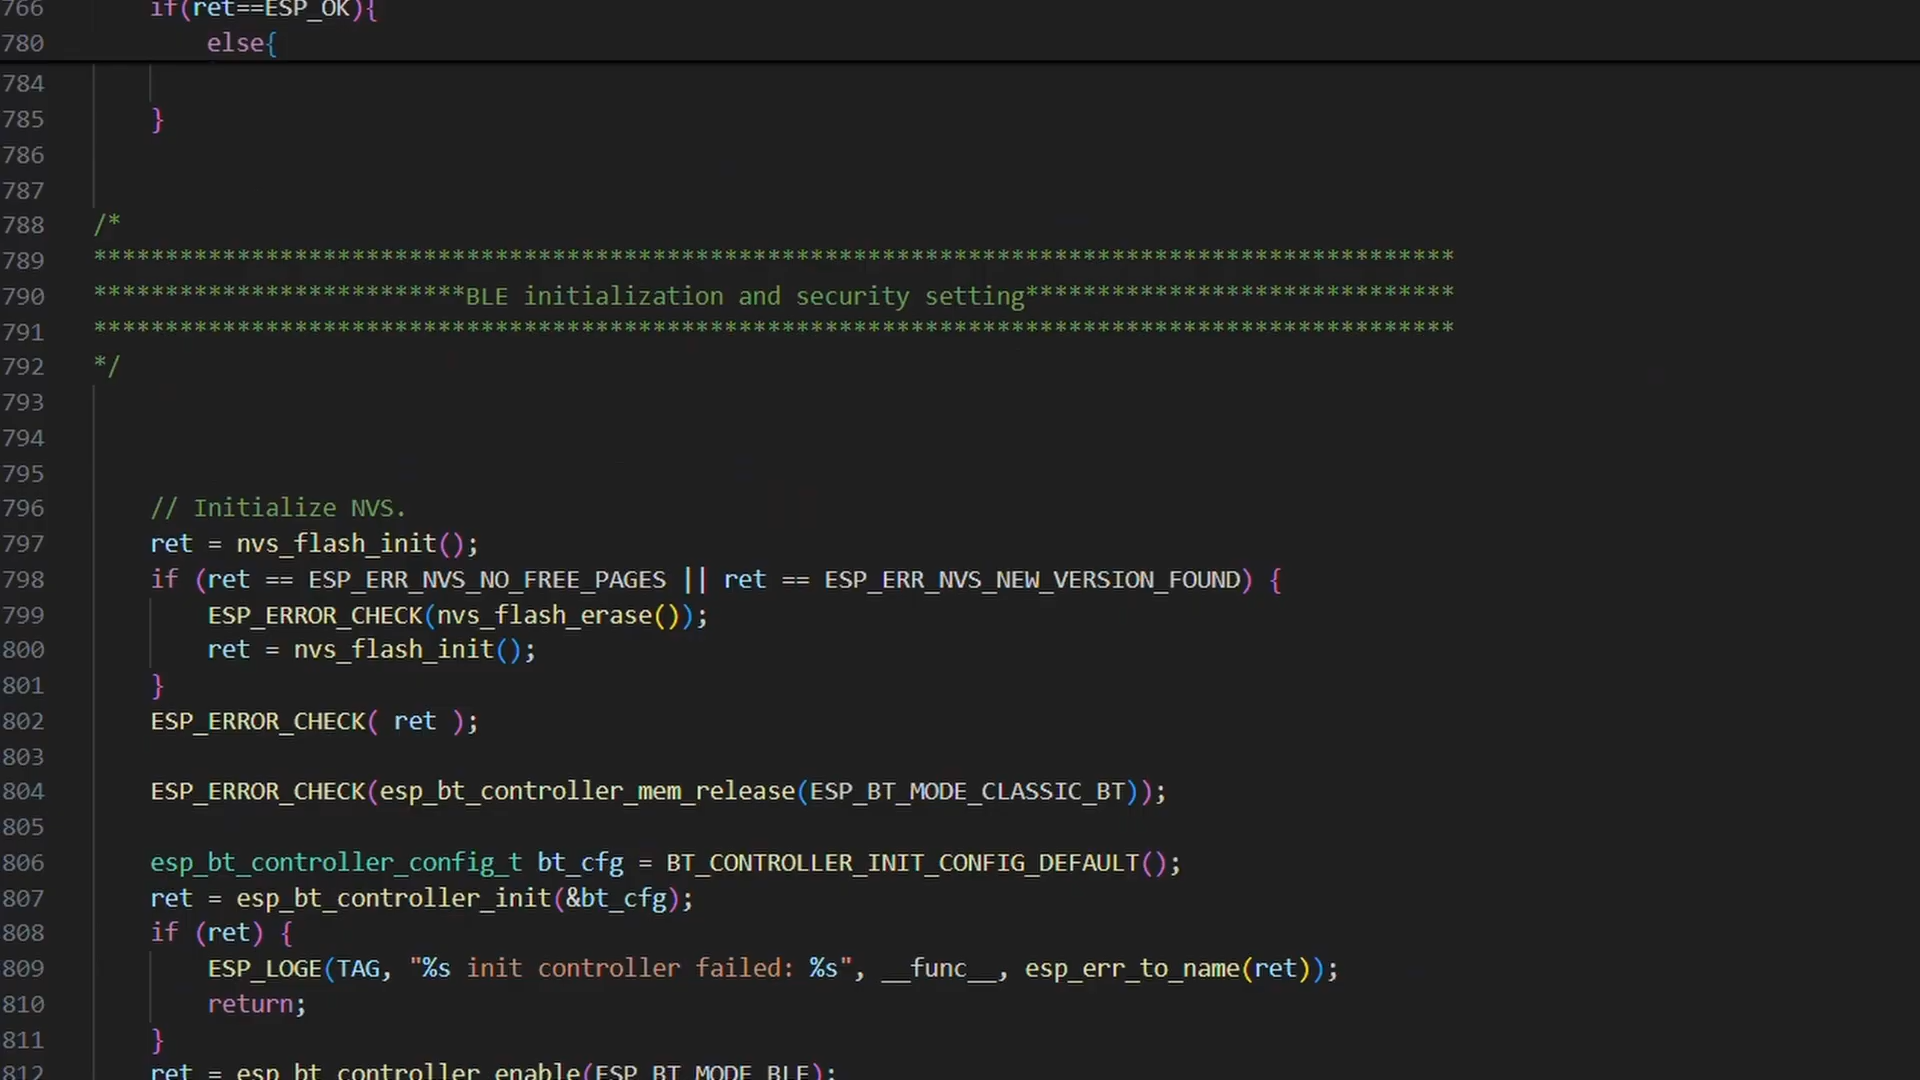 766 if(ret==ESP_OK){
780 else{
784
785 }
786
787
788 /*
789 ***********************************************************************************************
790 **************************BLE initialization and security setting******************************
791 ***********************************************************************************************
792 */
793
794
795
796 // Initialize NVS.
797 ret = nvs_flash_init();
798 if (ret == ESP_ERR_NVS_NO_FREE_PAGES || ret == ESP_ERR_NVS_NEW_VERSION_FOUND) {
799 ESP_ERROR_CHECK(nvs_flash_erase());
800 ret = nvs_flash_init();
801 }
802 ESP_ERROR_CHECK( ret );
803
804 ESP_ERROR_CHECK(esp_bt_controller_mem_release(ESP_BT_MODE_CLASSIC_BT));
805
806 esp_bt_controller_config_t bt_cfg = BT_CONTROLLER_INIT_CONFIG_DEFAULT();
807 ret = esp_bt_controller_init(&bt_cfg);
808 if (ret) {
809 ESP_LOGE(TAG, "%s init controller failed: %s", __func__, esp_err_to_name(ret));
810 return;
811 }
812 ret = esp_bt_controller_enable(ESP_BT_MODE_BLE);